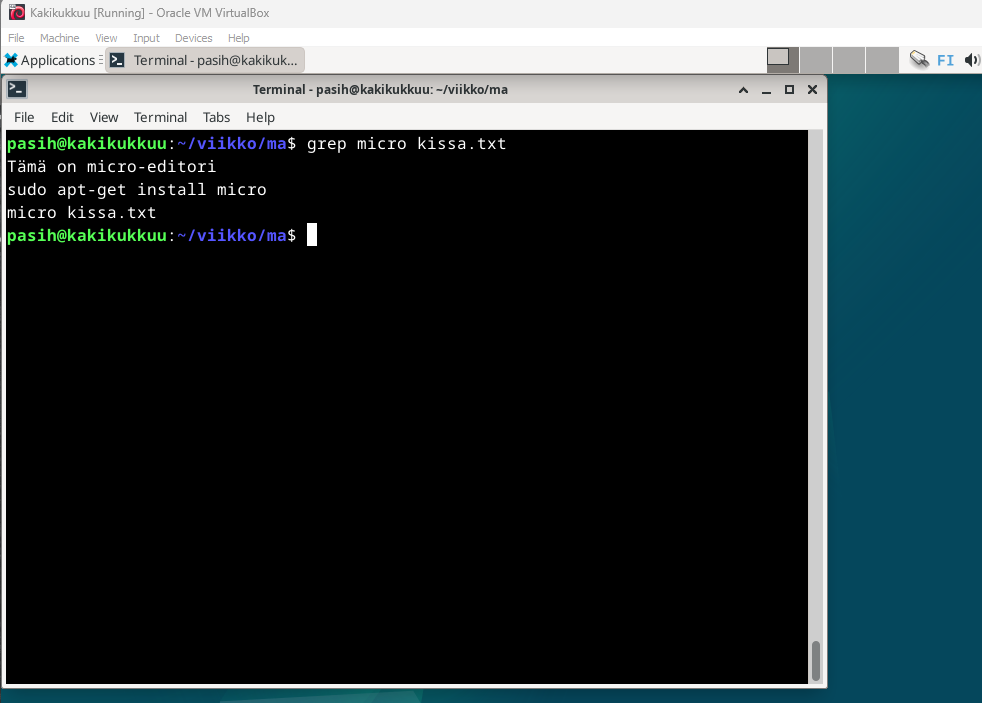 Kakikukkuu [Running] - Oracle VM VirtualBox
File Machine View Input Devices Help
Applications Terminal - pasih@kakikuk... FI
Terminal - pasih@kakikukkuu: ~/viikko/ma
File Edit View Terminal Tabs Help
pasih@kakikukkuu:~/viikko/ma$ grep micro kissa.txt
Tämä on micro-editori
sudo apt-get install micro
micro kissa.txt
pasih@kakikukkuu:~/viikko/ma$